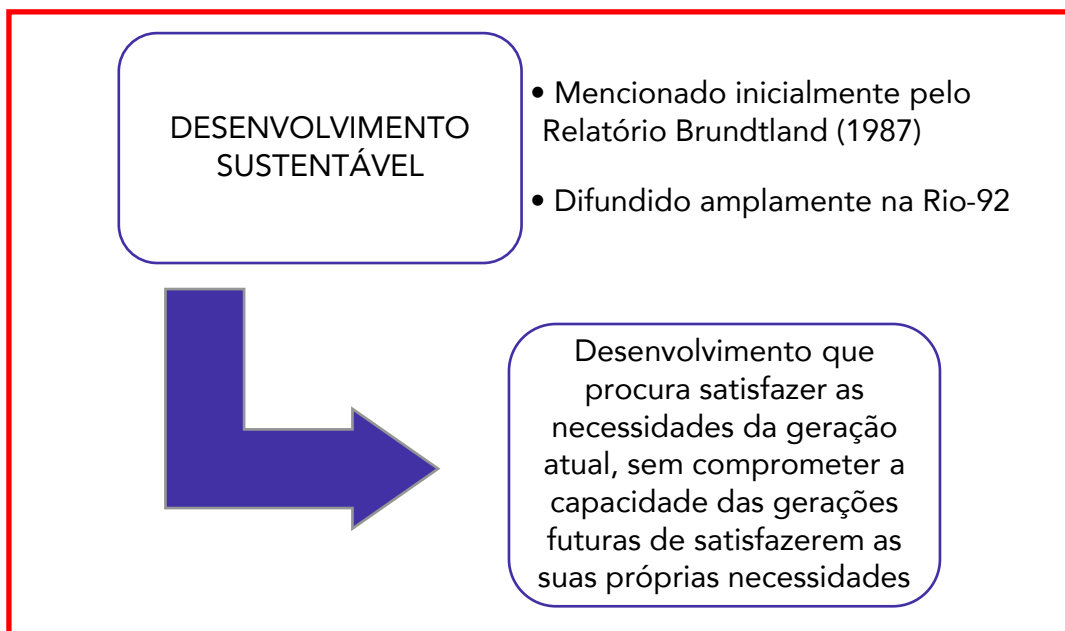 DESENVOLVIMENTO
SUSTENTÁVEL
• Mencionado inicialmente pelo
Relatório Brundtland (1987)
• Difundido amplamente na Rio-92
Desenvolvimento que
procura satisfazer as
necessidades da geração
atual, sem comprometer a
capacidade das gerações
futuras de satisfazerem as
suas próprias necessidades